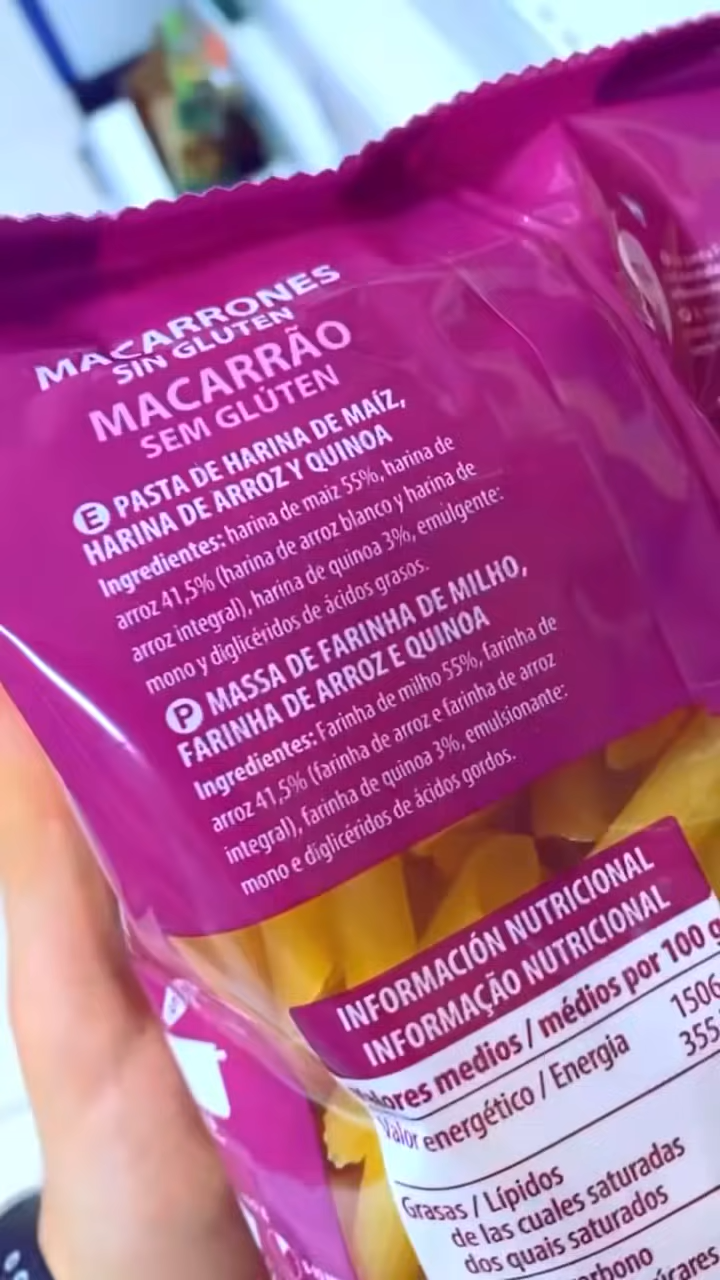 MACARRONES
SIN GLUTEN
MACARRÃO
SEM GLÚTEN
E PASTA DE HARINA DE MAÍZ,
HARINA DE ARROZ Y QUINOA
Ingredientes: harina de maíz 55%, harina de
arroz 41,5% (harina de arroz blanco y harina de
arroz integral), harina de quinoa 3%, emulgente:
mono y diglicéridos de ácidos grasos.
P MASSA DE FARINHA DE MILHO,
FARINHA DE ARROZ E QUINOA
Ingredientes: Farinha de milho 55%, farinha de
arroz 41,5% (farinha de arroz e farinha de arroz
integral), farinha de quinoa 3%, emulsionante:
mono e diglicéridos de ácidos gordos.
INFORMACIÓN NUTRICIONAL
INFORMAÇÃO NUTRICIONAL
medios / médios por 100 g
Valor energético / Energia 1506
355
Grasas / Lípidos
de las cuales saturadas
dos quais saturados